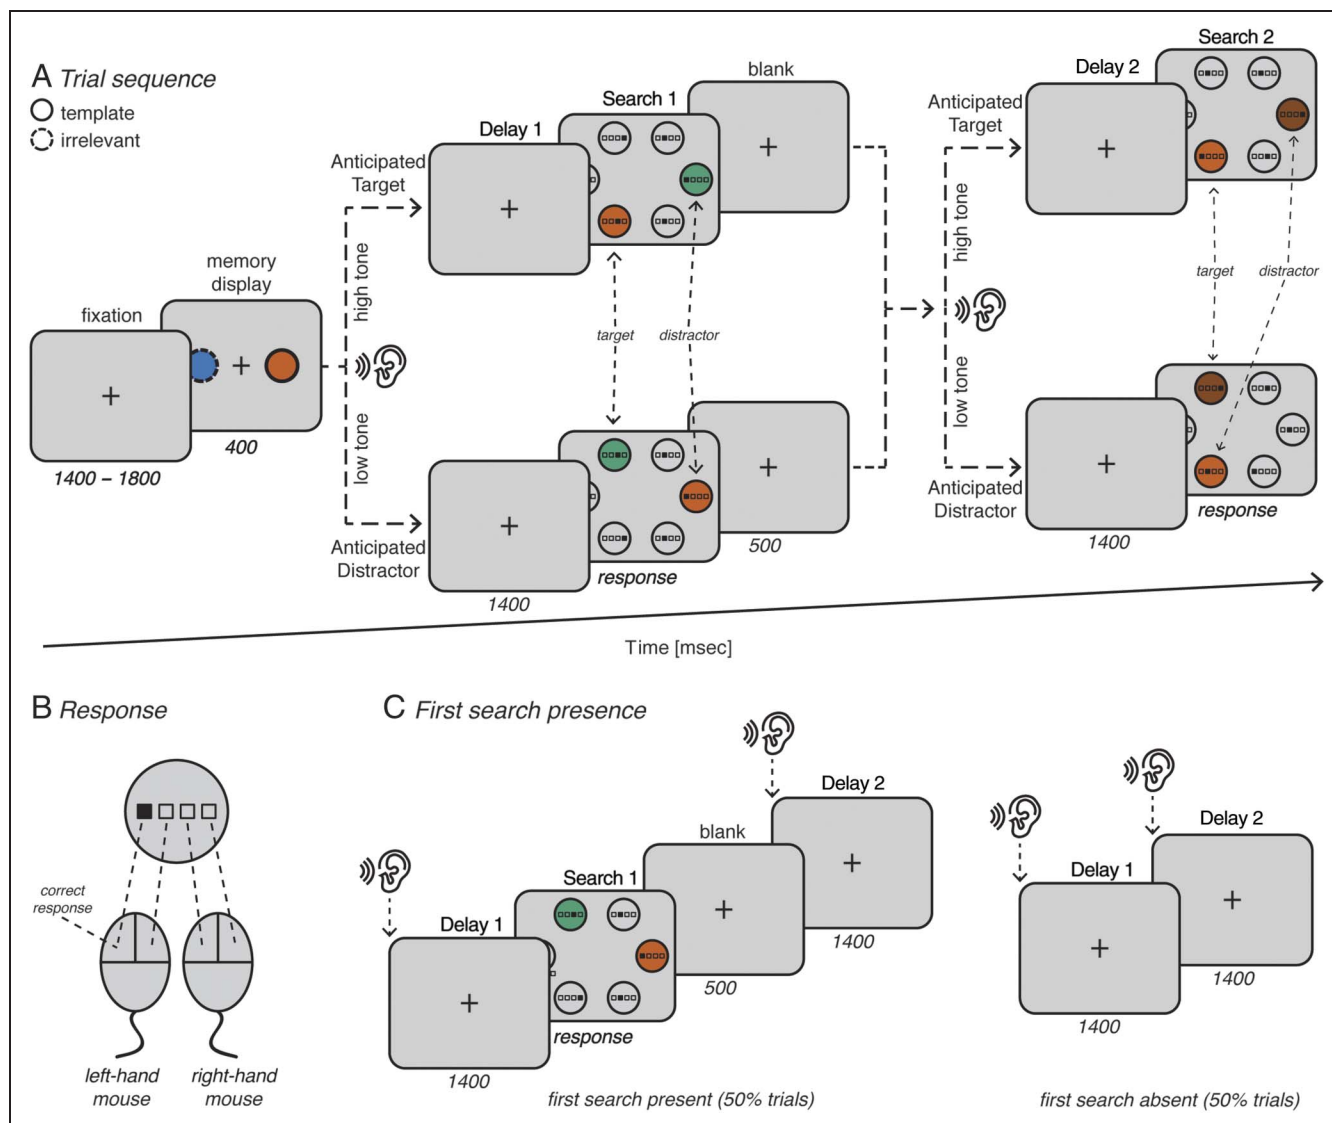 A Trial sequence
template
irrelevant
fixation
1400 – 1800
memory
display
400
high tone
low tone
Anticipated
Target
Delay 1
Search 1
blank
target
distractor
Anticipated
Distractor
1400
response
500
high tone
low tone
Anticipated
Target
Delay 2
Search 2
target
distractor
Anticipated
Distractor
1400
response
Time [msec]
B Response
correct
response
left-hand
mouse
right-hand
mouse
C First search presence
Delay 1
1400
Search 1
response
blank
500
Delay 2
1400
first search present (50% trials)
Delay 1
1400
Delay 2
1400
first search absent (50% trials)